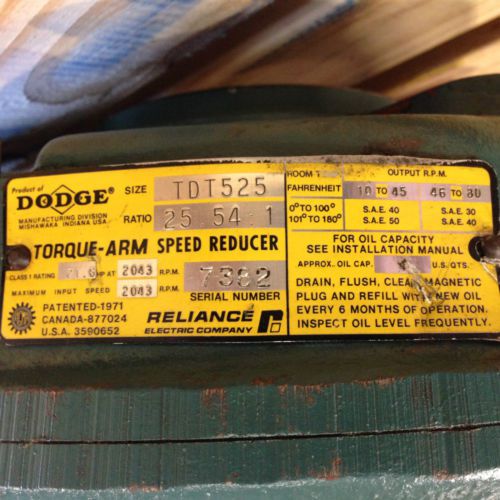 Product of
DODGE®
MANUFACTURING DIVISION
MISHAWAKA INDIANA USA
SIZE TDT525
RATIO 25 54-1
TORQUE-ARM SPEED REDUCER
CLASS 1 RATING HP AT 2043 R.P.M.
MAXIMUM INPUT SPEED 2043 R.P.M.
7382
SERIAL NUMBER
PATENTED-1971
CANADA-877024
U.S.A. 3590652
RELIANCE
ELECTRIC COMPANY
ROOM
FAHRENHEIT
OUTPUT R.P.M.
10 TO 45 46 TO 80
0°TO 100° S.A.E. 40 S.A.E. 30
101°TO 180° S.A.E. 50 S.A.E. 40
FOR OIL CAPACITY
SEE INSTALLATION MANUAL
APPROX. OIL CAP. U.S. QTS.
DRAIN, FLUSH, CLEAN MAGNETIC
PLUG AND REFILL WITH NEW OIL
EVERY 6 MONTHS OF OPERATION.
INSPECT OIL LEVEL FREQUENTLY.